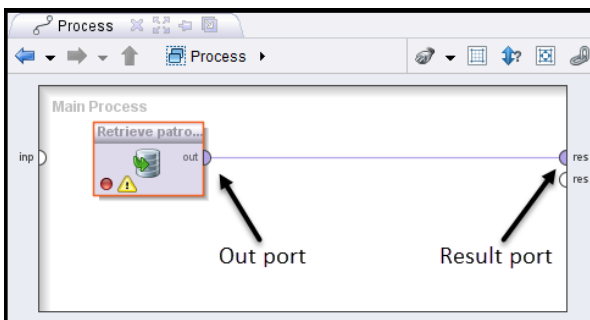 Process
Process
Main Process
Retrieve patro...
inp
out
res
res
Out port
Result port